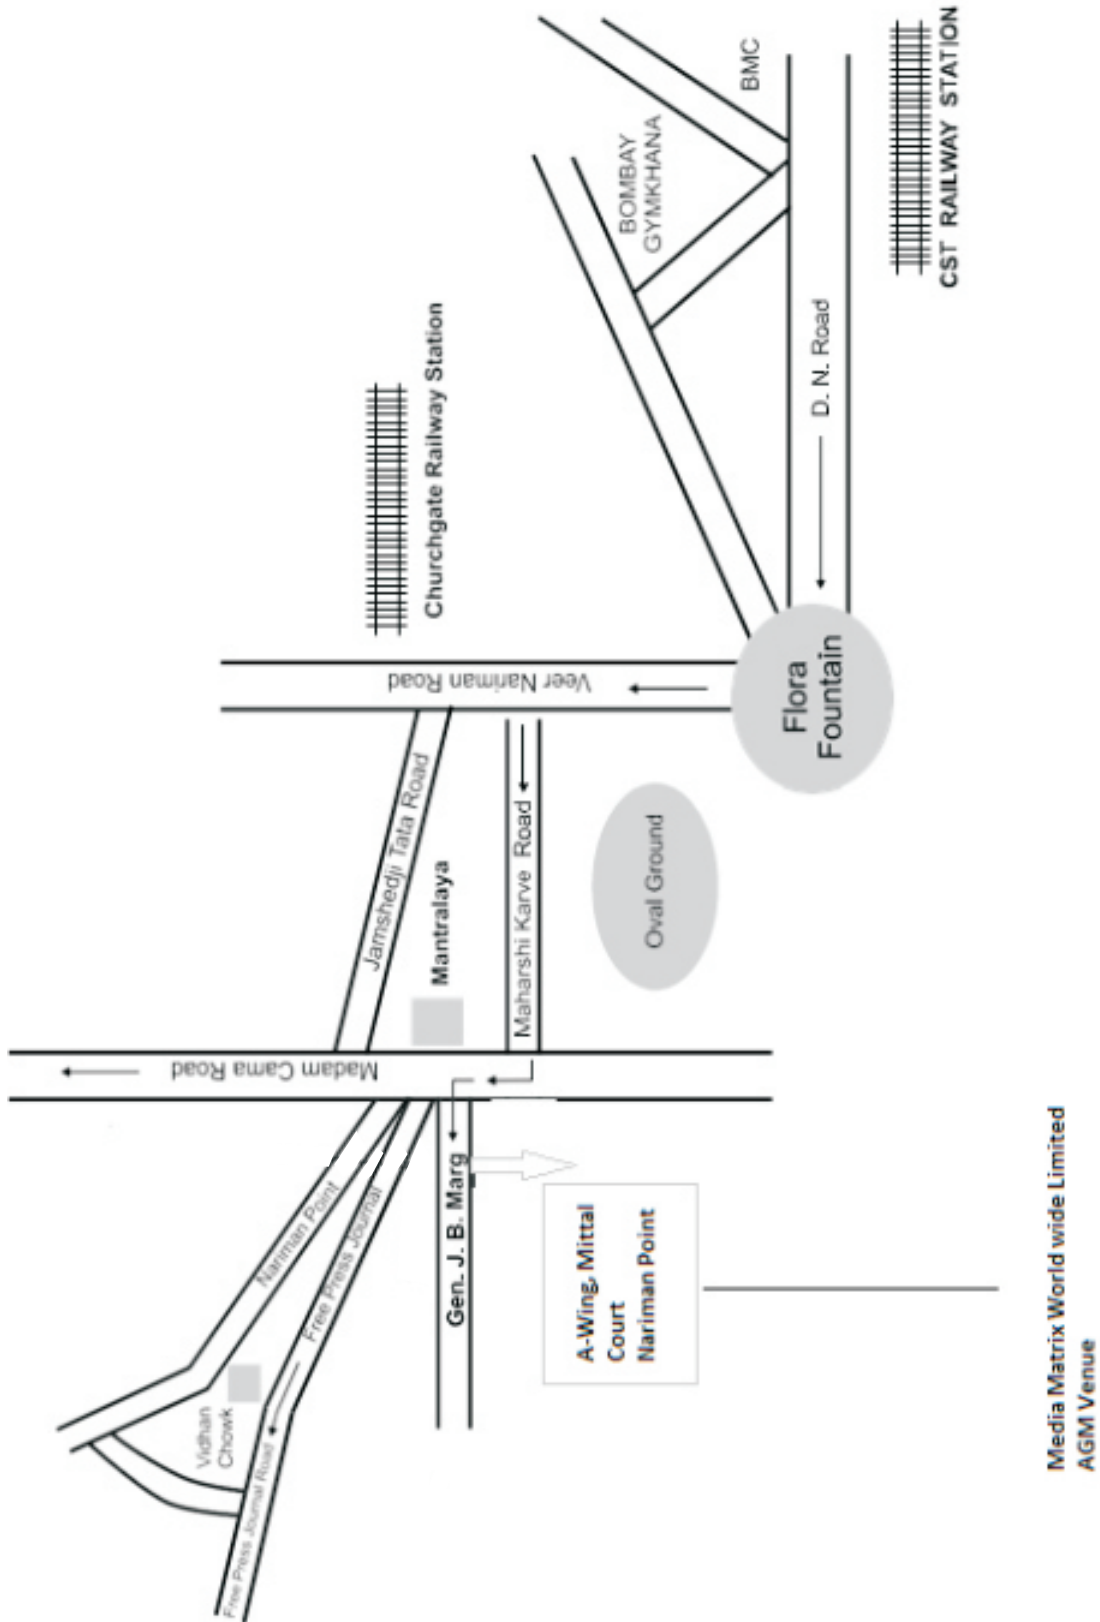 BMC
BOMBAY
GYMKHANA
CST RAILWAY STATION
D. N. Road
Churchgate Railway Station
Flora
Fountain
Veer Nariman Road
Jamshedji Tata Road
Mantralaya
Maharshi Karve Road
Oval Ground
Madam Cama Road
Nariman Point
Free Press Journal
Gen. J. B. Marg
Vidhan
Chowk
Free Press Journal Road
A-Wing, Mittal
Court
Nariman Point
Media Matrix World wide Limited
AGM Venue